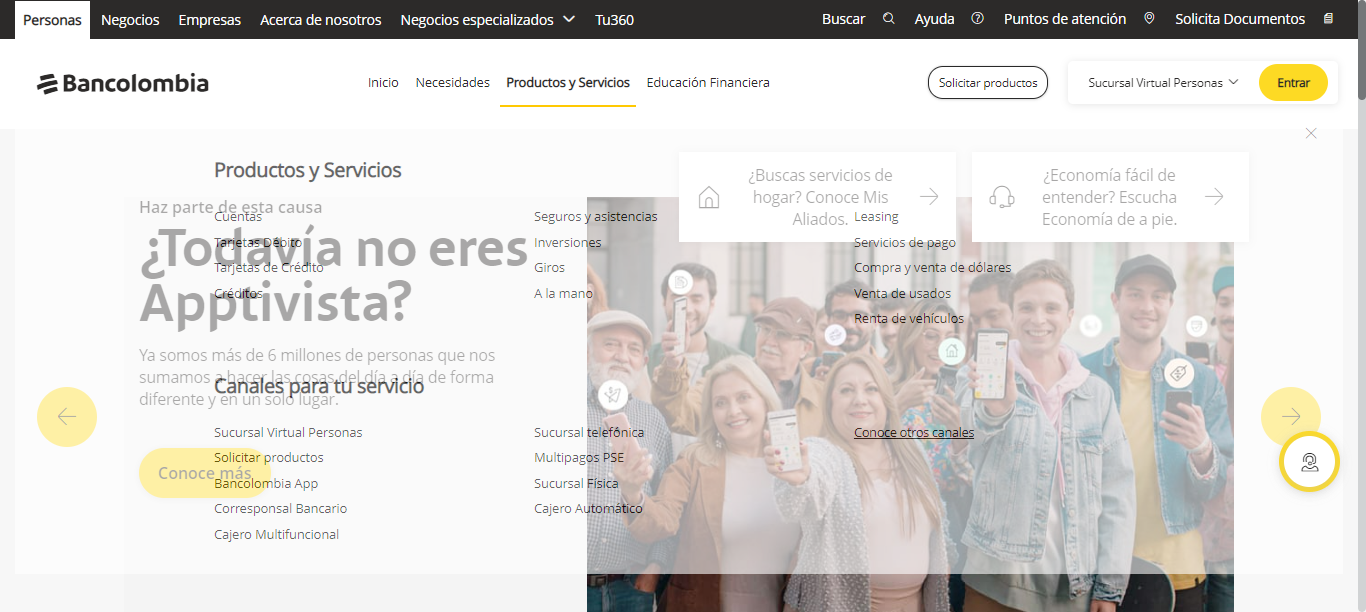 Personas
Negocios
Empresas
Acerca de nosotros
Negocios especializados
Tu360
Buscar
Ayuda
Puntos de atención
Solicita Documentos
Bancolombia
Inicio
Necesidades
Productos y Servicios
Educación Financiera
Solicitar productos
Sucursal Virtual Personas
Entrar
Productos y Servicios
Cuentas
Tarjetas Débito
Tarjetas de Crédito
Créditos
Seguros y asistencias
Inversiones
Giros
A la mano
Leasing
Servicios de pago
Compra y venta de dólares
Venta de usados
Renta de vehículos
¿Buscas servicios de
hogar? Conoce Mis
Aliados.
¿Economía fácil de
entender? Escucha
Economía de a pie.
Haz parte de esta causa
¿Todavía no eres
Apptivista?
Ya somos más de 6 millones de personas que nos
sumamos a hacer las cosas del día a día de forma
diferente y en un solo lugar.
Conoce más
Canales para tu servicio
Sucursal Virtual Personas
Solicitar productos
Bancolombia App
Corresponsal Bancario
Cajero Multifuncional
Sucursal telefónica
Multipagos PSE
Sucursal Física
Cajero Automático
Conoce otros canales